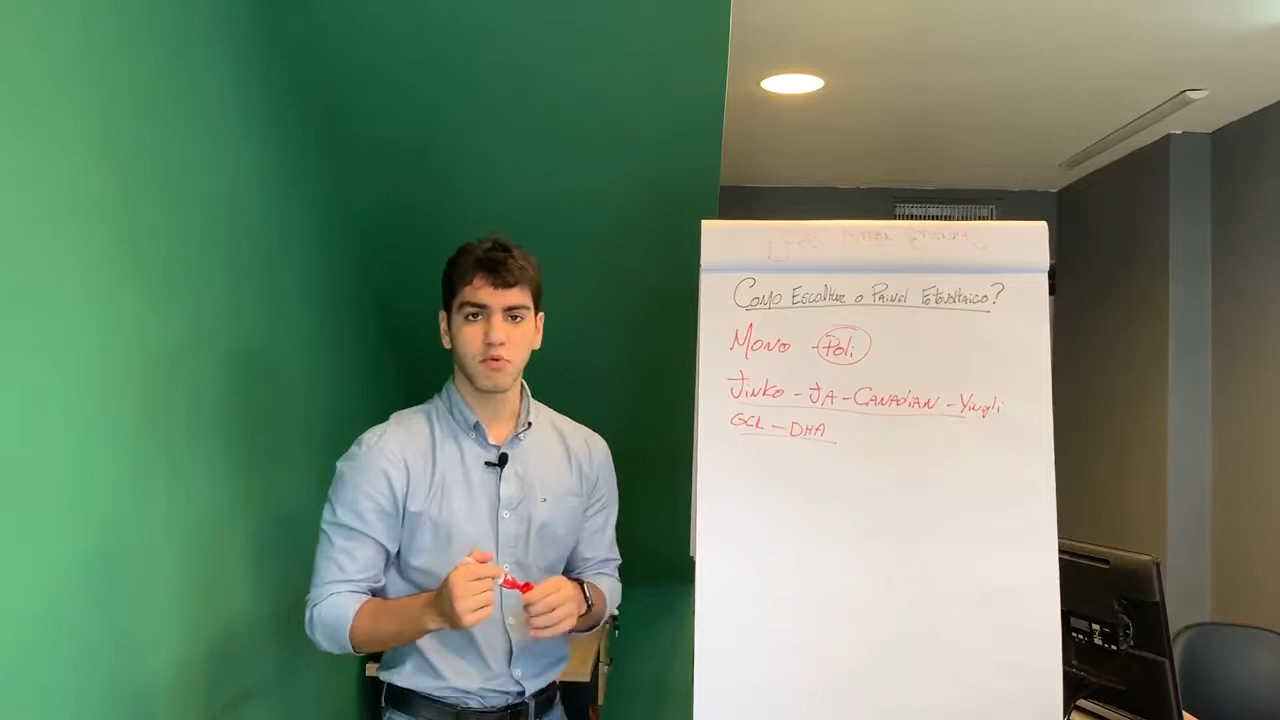 Como Escolher o Painel Fotovoltaico?
Mono - Poli
Jinko - JA - Canadian - Yingli
GCL - DHA